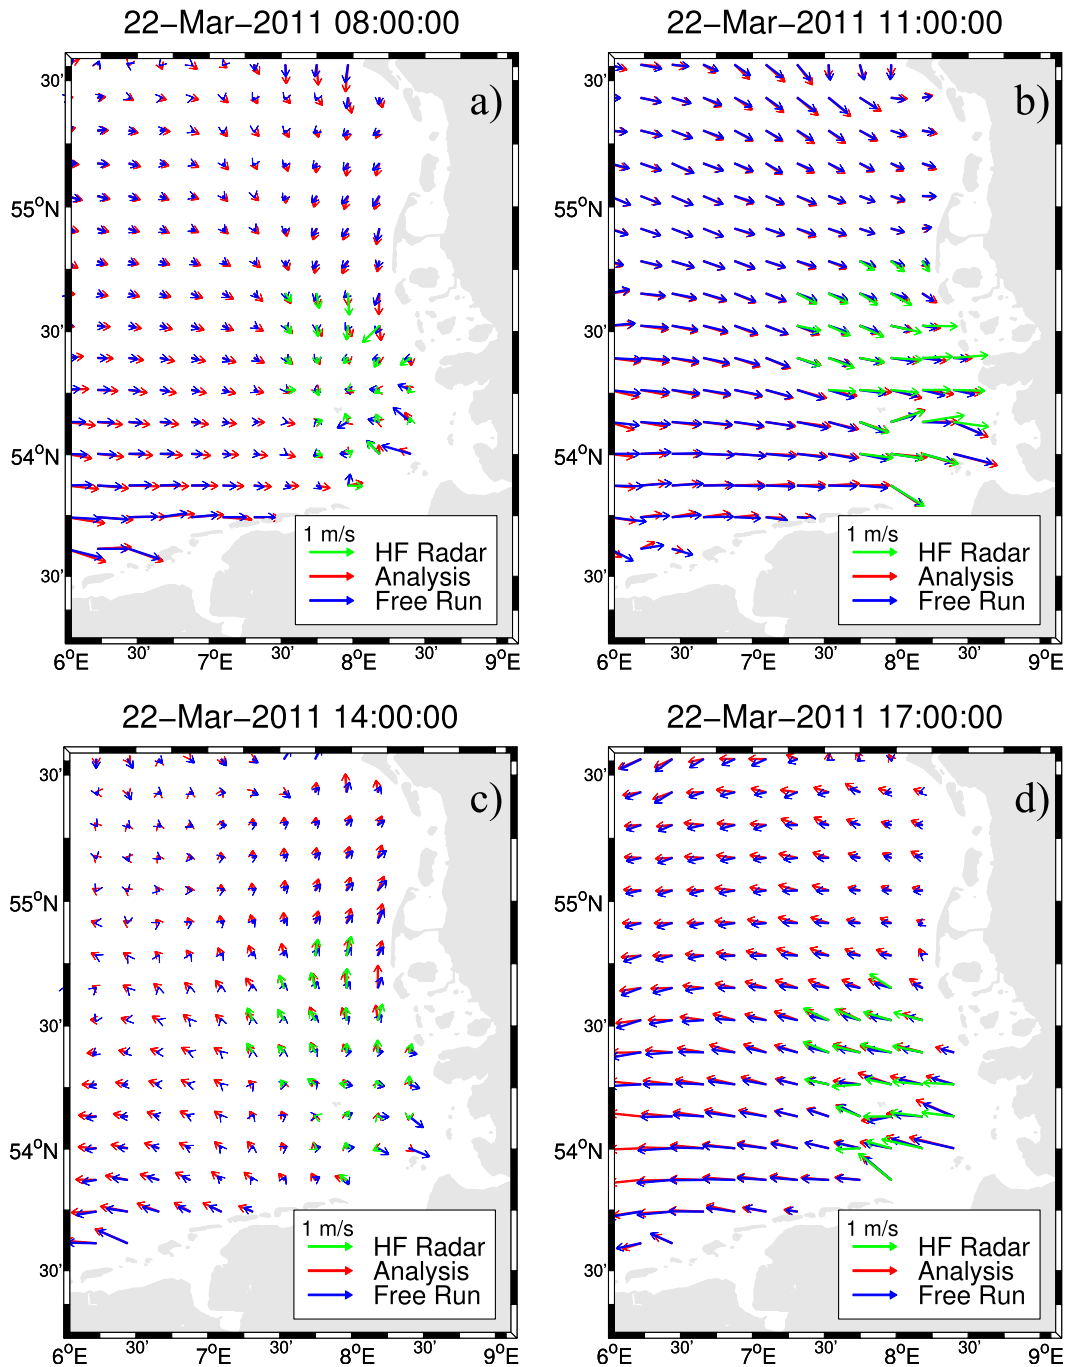 22-Mar-2011 08:00:00
a)
30'
55°N
30'
54°N
30'
1 m/s
HF Radar
Analysis
Free Run
6°E 30' 7°E 30' 8°E 30' 9°E
22-Mar-2011 11:00:00
b)
30'
55°N
30'
54°N
30'
1 m/s
HF Radar
Analysis
Free Run
6°E 30' 7°E 30' 8°E 30' 9°E
22-Mar-2011 14:00:00
c)
30'
55°N
30'
54°N
30'
1 m/s
HF Radar
Analysis
Free Run
6°E 30' 7°E 30' 8°E 30' 9°E
22-Mar-2011 17:00:00
d)
30'
55°N
30'
54°N
30'
1 m/s
HF Radar
Analysis
Free Run
6°E 30' 7°E 30' 8°E 30' 9°E